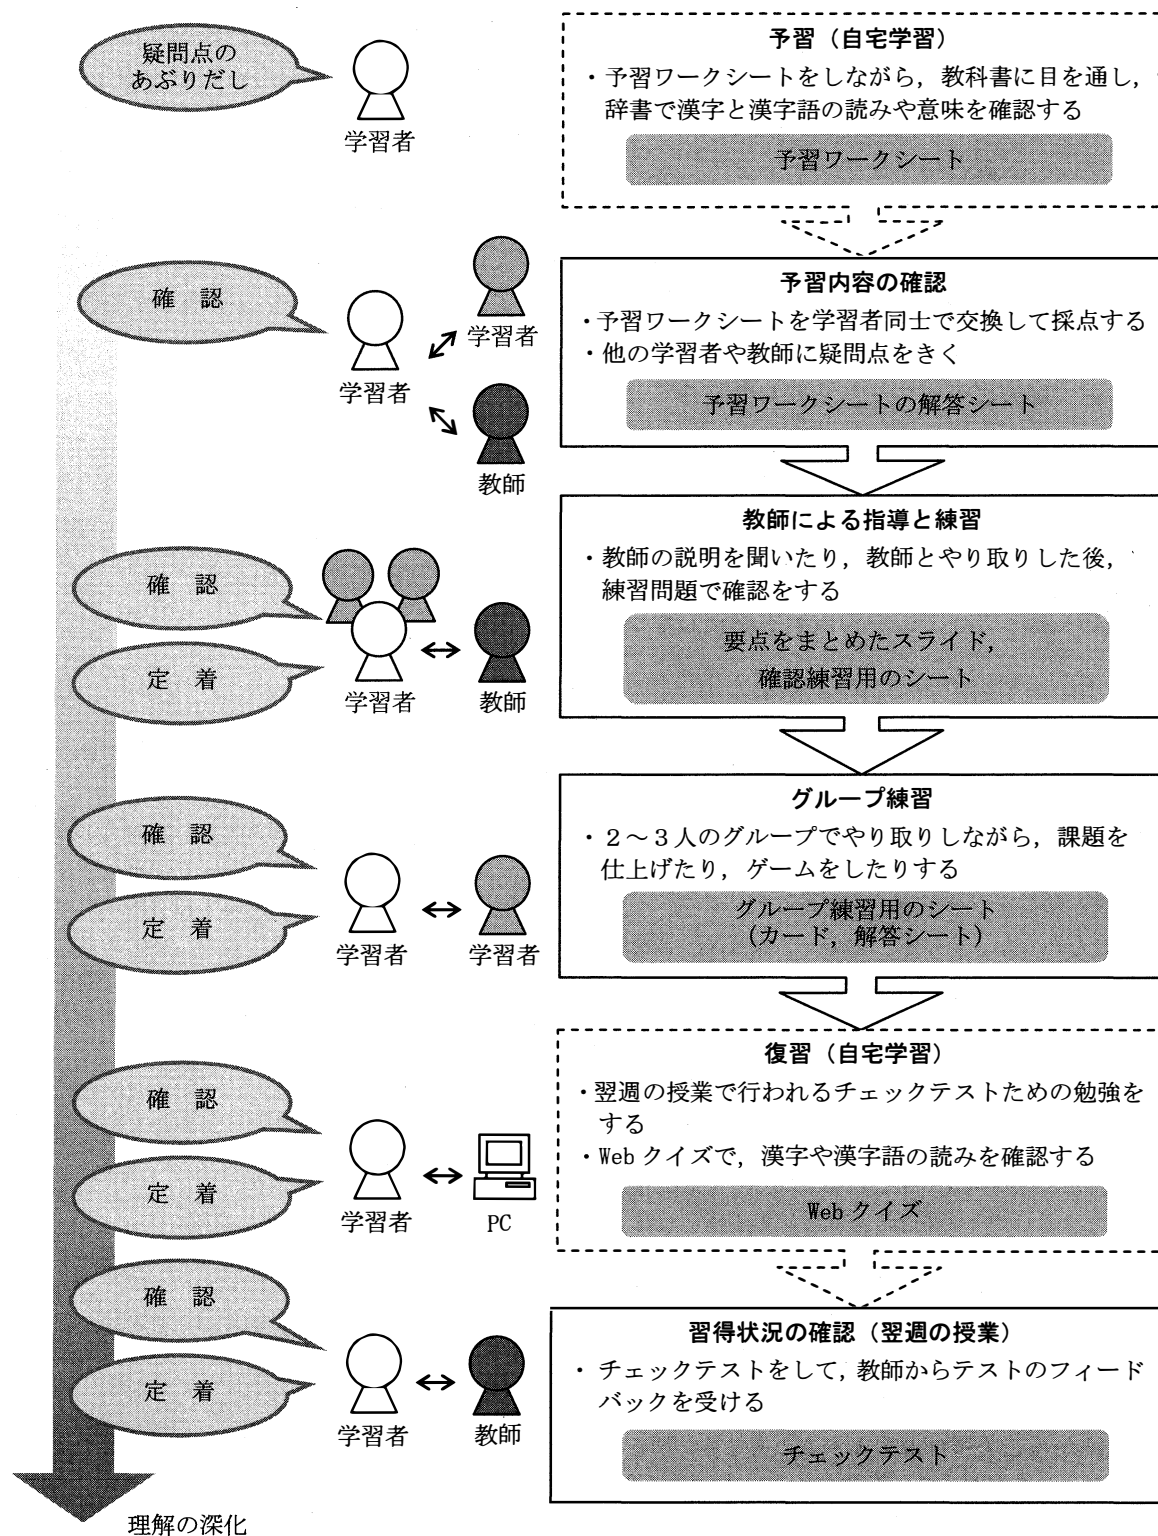 疑問点の
あぶりだし
学習者
予習（自宅学習）
・予習ワークシートをしながら，教科書に目を通し，
辞書で漢字と漢字語の読みや意味を確認する
予習ワークシート
確 認
学習者
学習者
教師
予習内容の確認
・予習ワークシートを学習者同士で交換して採点する
・他の学習者や教師に疑問点をきく
予習ワークシートの解答シート
確 認
定 着
学習者
教師
教師による指導と練習
・教師の説明を聞いたり，教師とやり取りした後，
練習問題で確認をする
要点をまとめたスライド，
確認練習用のシート
確 認
定 着
学習者
学習者
グループ練習
・２～３人のグループでやり取りしながら，課題を
仕上げたり，ゲームをしたりする
グループ練習用のシート
（カード，解答シート）
確 認
定 着
学習者
PC
復習（自宅学習）
・翌週の授業で行われるチェックテストための勉強を
する
・Web クイズで，漢字や漢字語の読みを確認する
Web クイズ
確 認
定 着
学習者
教師
習得状況の確認（翌週の授業）
・ チェックテストをして，教師からテストのフィード
バックを受ける
チェックテスト
理解の深化